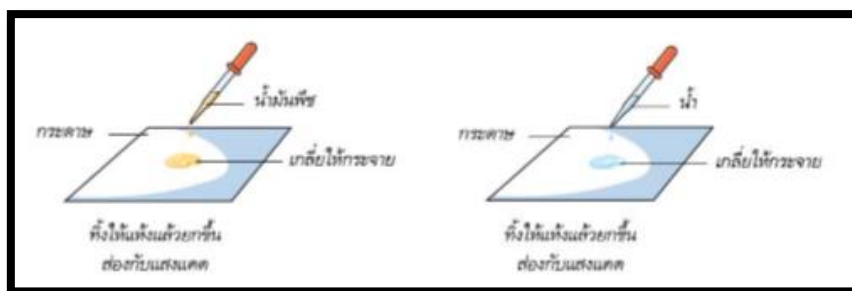 น้ำมันพืช
กระดาษ
เกลี่ยให้กระจาย
ทิ้งให้แห้งแล้วยกขึ้น
ส่องกับแสงแดด
น้ำ
กระดาษ
เกลี่ยให้กระจาย
ทิ้งให้แห้งแล้วยกขึ้น
ส่องกับแสงแดด